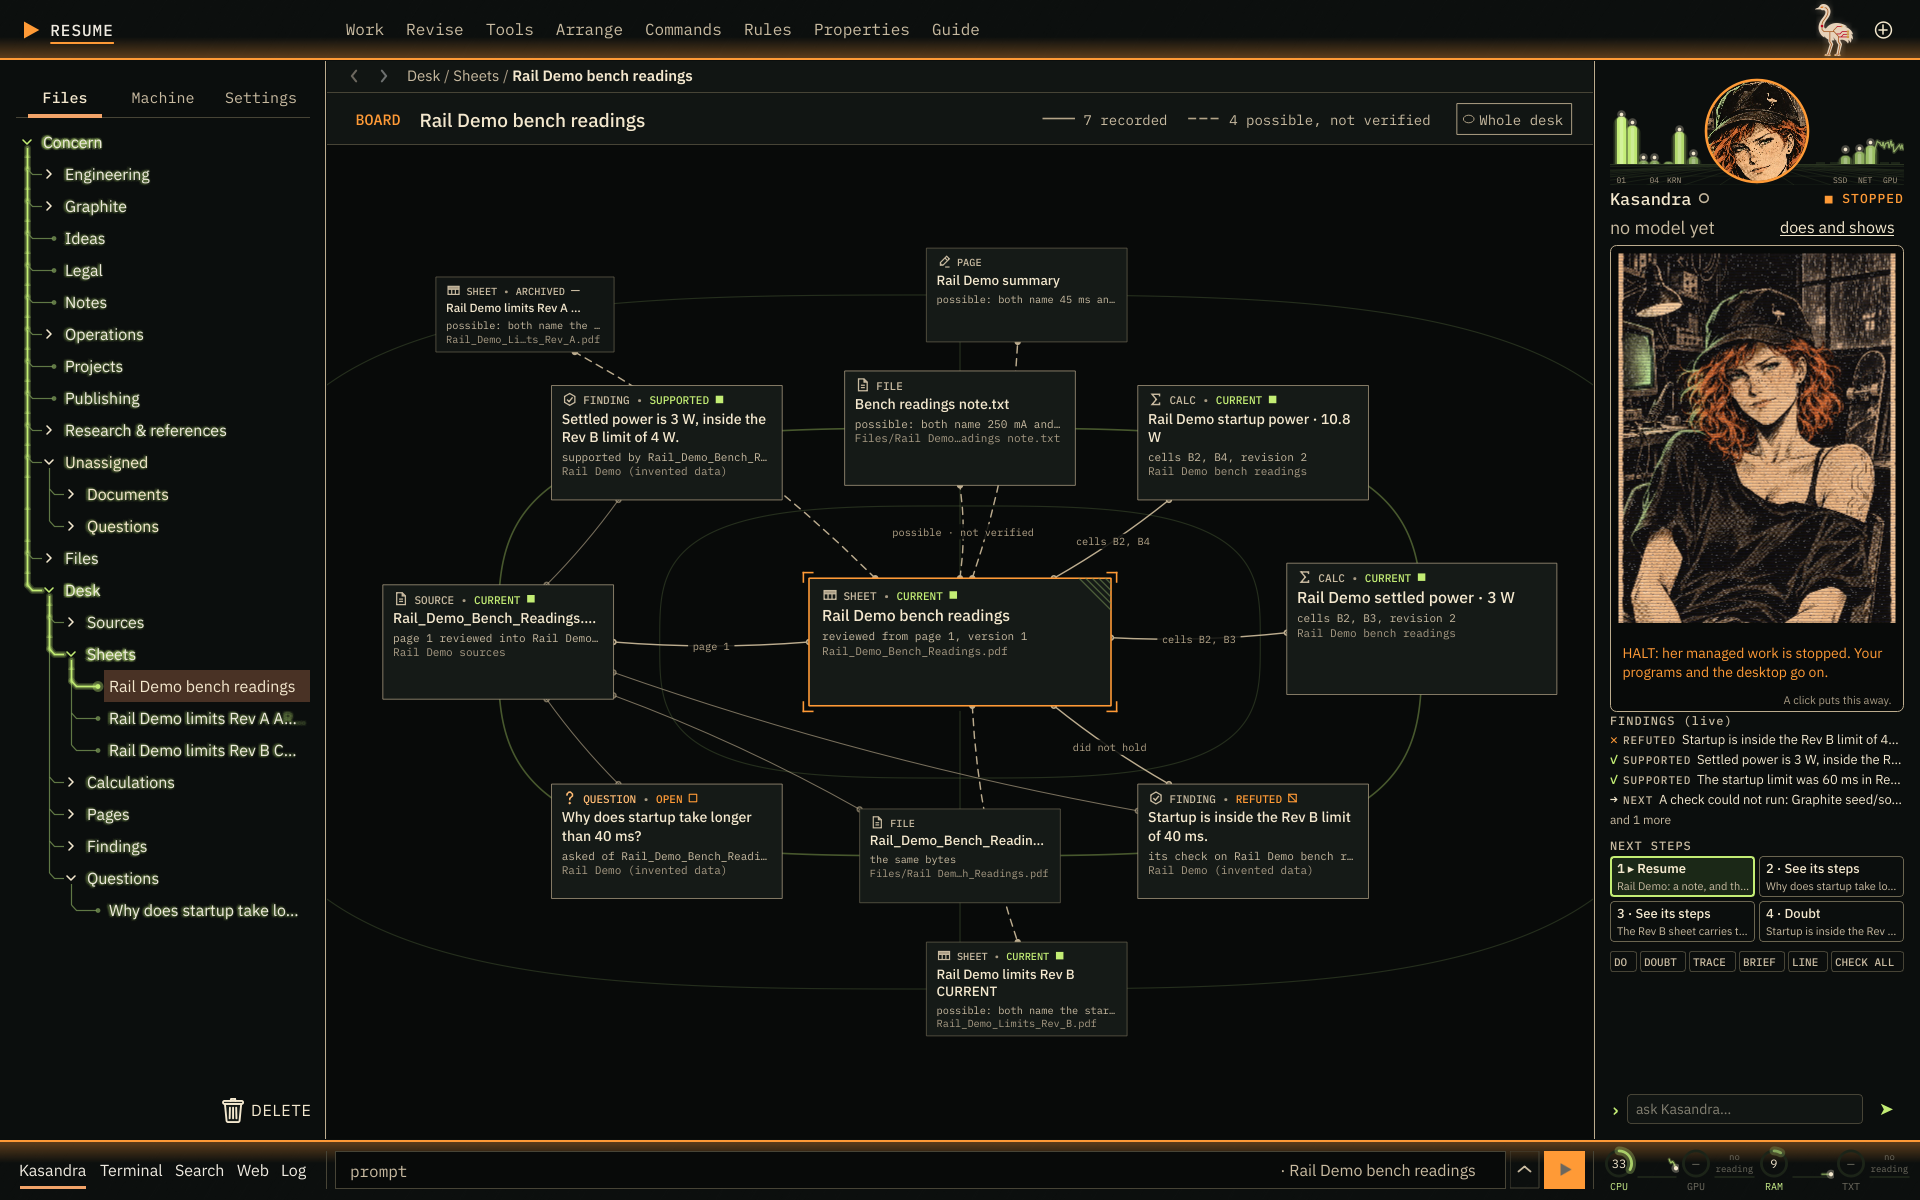 RESUME
Work Revise Tools Arrange Commands Rules Properties Guide
Files Machine Settings
Concern
Engineering
Graphite
Ideas
Legal
Notes
Operations
Projects
Publishing
Research & references
Unassigned
Documents
Questions
Files
Desk
Sources
Sheets
Rail Demo bench readings
Rail Demo limits Rev A A...
Rail Demo limits Rev B C...
Calculations
Pages
Findings
Questions
Why does startup take lo...
DELETE
Desk / Sheets / Rail Demo bench readings
BOARD Rail Demo bench readings
7 recorded 4 possible, not verified Whole desk
SHEET • ARCHIVED
Rail Demo limits Rev A ...
possible: both name the …
Rail_Demo_Li…ts_Rev_A.pdf
PAGE
Rail Demo summary
possible: both name 45 ms an…
FINDING • SUPPORTED
Settled power is 3 W, inside the
Rev B limit of 4 W.
supported by Rail_Demo_Bench_R…
Rail Demo (invented data)
FILE
Bench readings note.txt
possible: both name 250 mA and…
Files/Rail Demo…adings note.txt
CALC • CURRENT
Rail Demo startup power · 10.8
W
cells B2, B4, revision 2
Rail Demo bench readings
possible · not verified
cells B2, B4
SOURCE • CURRENT
Rail_Demo_Bench_Readings....
page 1 reviewed into Rail Demo…
Rail Demo sources
page 1
SHEET • CURRENT
Rail Demo bench readings
reviewed from page 1, version 1
Rail_Demo_Bench_Readings.pdf
cells B2, B3
CALC • CURRENT
Rail Demo settled power · 3 W
cells B2, B3, revision 2
Rail Demo bench readings
did not hold
QUESTION • OPEN
Why does startup take longer
than 40 ms?
asked of Rail_Demo_Bench_Readi…
Rail Demo (invented data)
FILE
Rail_Demo_Bench_Readin...
the same bytes
Files/Rail Dem…h_Readings.pdf
FINDING • REFUTED
Startup is inside the Rev B limit
of 40 ms.
its check on Rail Demo bench r…
Rail Demo (invented data)
SHEET • CURRENT
Rail Demo limits Rev B
CURRENT
possible: both name the star…
Rail_Demo_Limits_Rev_B.pdf
01 04 KRN SSD NET GPU
Kasandra STOPPED
no model yet does and shows
HALT: her managed work is stopped. Your
programs and the desktop go on.
A click puts this away.
FINDINGS (live)
× REFUTED Startup is inside the Rev B limit of 4...
√ SUPPORTED Settled power is 3 W, inside the R...
√ SUPPORTED The startup limit was 60 ms in Re...
→ NEXT A check could not run: Graphite seed/so...
and 1 more
NEXT STEPS
1 ▸ Resume
Rail Demo: a note, and th...
2 · See its steps
Why does startup take lo...
3 · See its steps
The Rev B sheet carries t...
4 · Doubt
Startup is inside the Rev ...
DO DOUBT TRACE BRIEF LINE CHECK ALL
› ask Kasandra...
Kasandra Terminal Search Web Log
prompt · Rail Demo bench readings
33 CPU
– GPU no reading
9 RAM
– TXT no reading